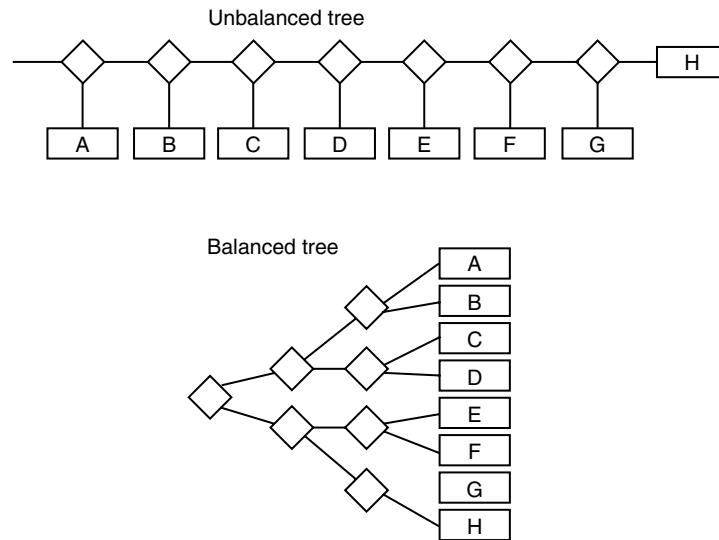 Unbalanced tree
H
A B C D E F G
Balanced tree
A
B
C
D
E
F
G
H